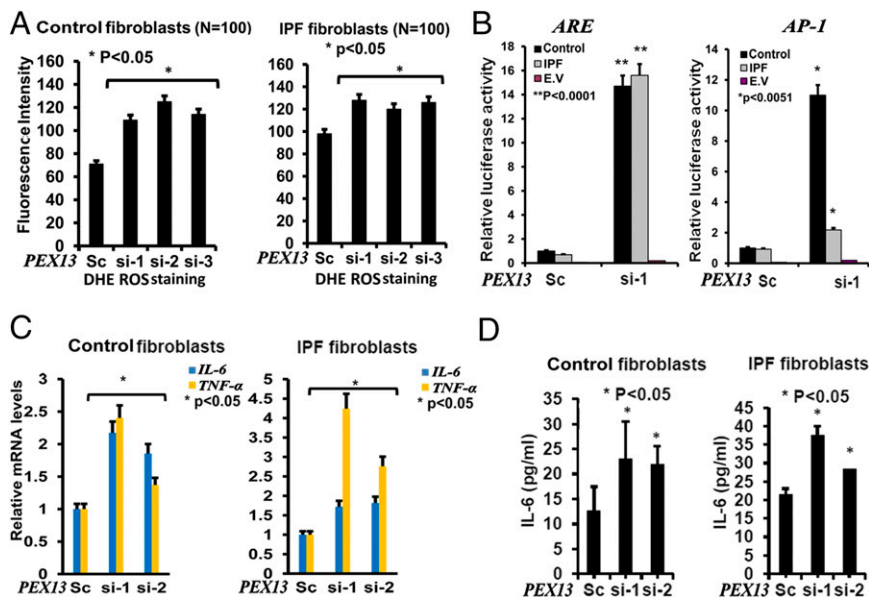 A
Control fibroblasts (N=100)
* P<0.05
*
Fluorescence Intensity
160
140
120
100
80
60
40
20
0
PEX13 Sc si-1 si-2 si-3
DHE ROS staining
IPF fibroblasts (N=100)
* p<0.05
*
160
140
120
100
80
60
40
20
0
PEX13 Sc si-1 si-2 si-3
DHE ROS staining
B
ARE
Relative luciferase activity
18
16
14
12
10
8
6
4
2
0
Control
IPF
E.V
**P<0.0001
** **
PEX13 Sc si-1
AP-1
Relative luciferase activity
14
12
10
8
6
4
2
0
Control
IPF
E.V
*p<0.0051
*
*
PEX13 Sc si-1
C
Control fibroblasts
IL-6
TNF-α
* p<0.05
*
Relative mRNA levels
3
2.5
2
1.5
1
0.5
0
PEX13 Sc si-1 si-2
IPF fibroblasts
IL-6
TNF-α
* p<0.05
*
5
4.5
4
3.5
3
2.5
2
1.5
1
0.5
0
PEX13 Sc si-1 si-2
D
Control fibroblasts
* P<0.05
* *
IL-6 (pg/ml)
35
30
25
20
15
10
5
0
PEX13 Sc si-1 si-2
IPF fibroblasts
* P<0.05
* *
IL-6 (pg/ml)
45
40
35
30
25
20
15
10
5
0
PEX13 Sc si-1 si-2